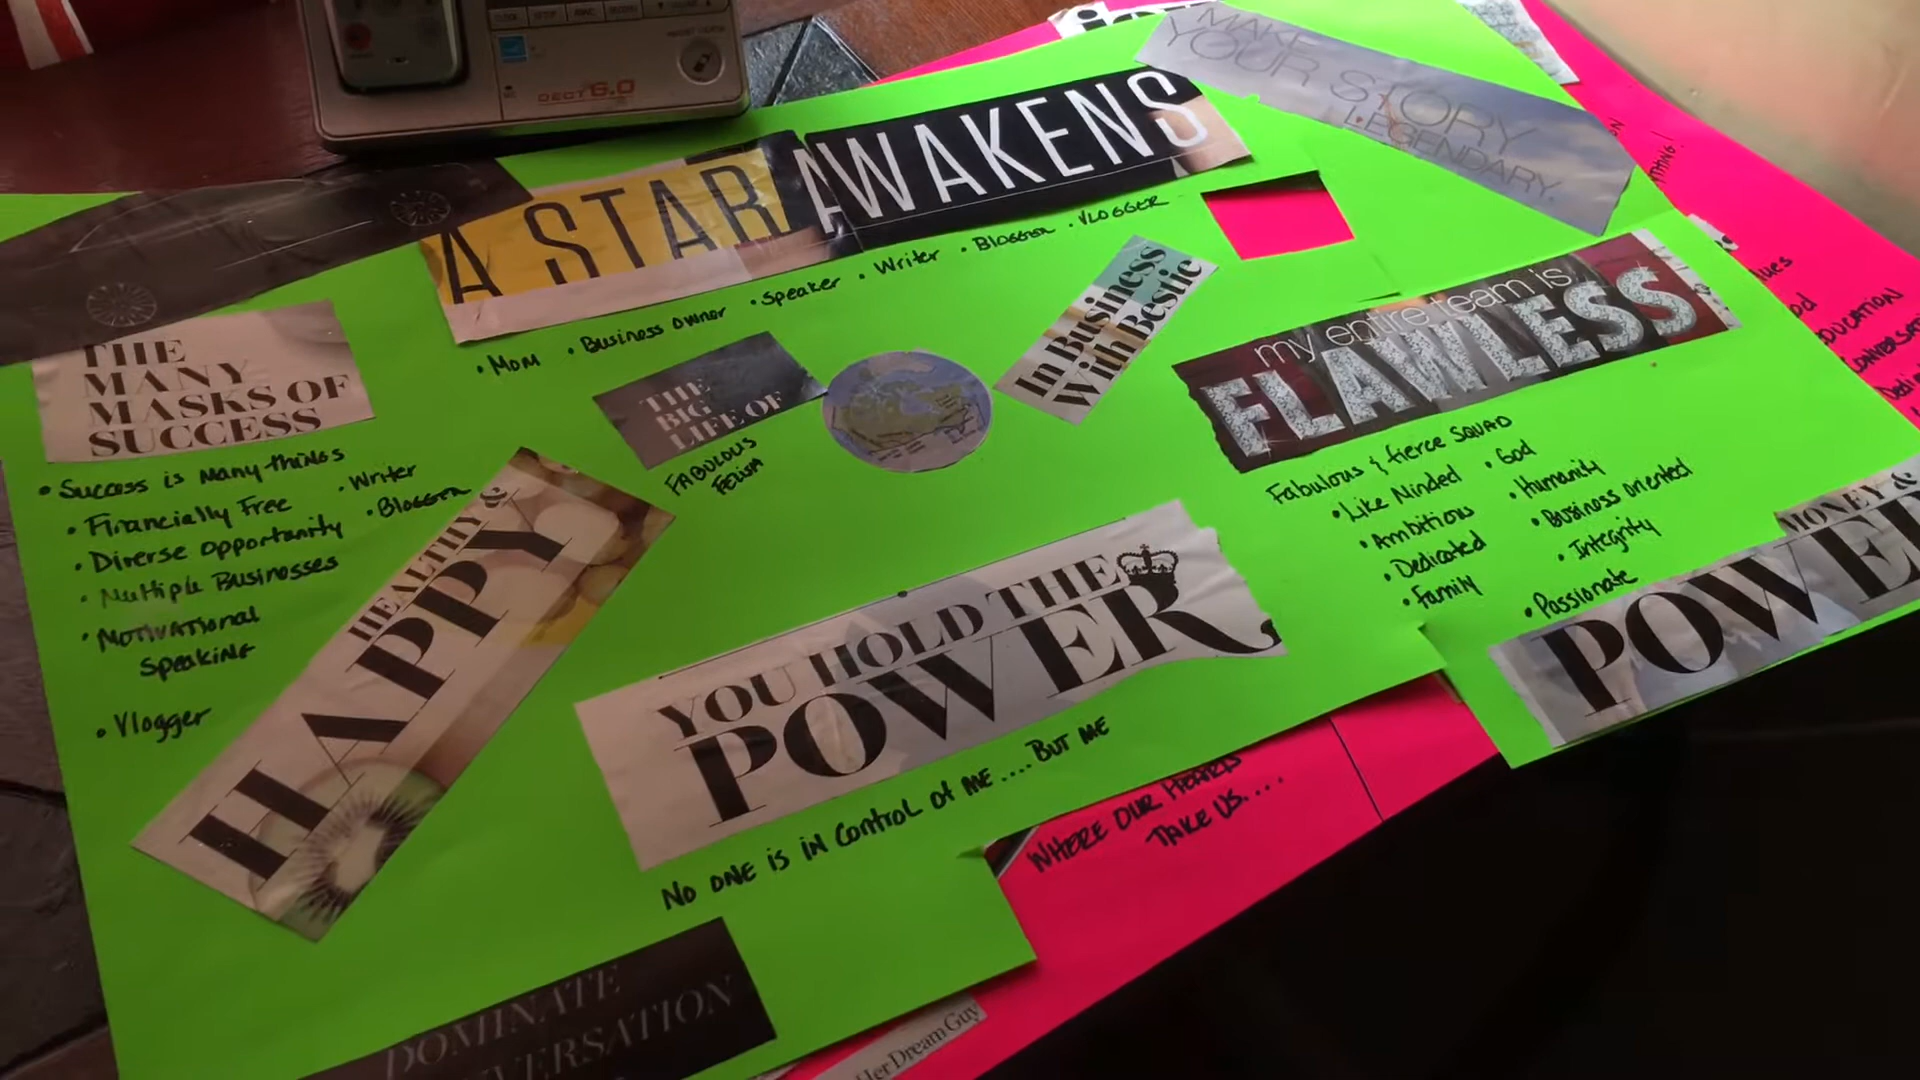 DECT 6.0
MAKE
YOUR STORY
LEGENDARY.
A STAR AWAKENS
• Mom • Business Owner • Speaker • Writer • Blogger • Vlogger
THE
MANY
MASKS OF
SUCCESS
• Success is many things
• Financially Free
• Diverse opportunity
• Multiple Businesses
• Motivational
Speaking
• Vlogger
• Writer
• Blogger
HEALTHY &
HAPPY
THE
BIG
LIFE OF
FABULOUS
FELISA
In Business
With Bestie
my entire team is
FLAWLESS
Fabulous & fierce SQUAD
• Like Minded
• Ambitious
• Dedicated
• Family
• God
• Humanity
• Business oriented
• Integrity
• Passionate
MONEY &
POWER
YOU HOLD THE
POWER
NO ONE IS IN CONTROL OF ME.... BUT ME
WHERE OUR HEARTS
TAKE US....
DOMINATE
Her Dream Guy
EDUCATION